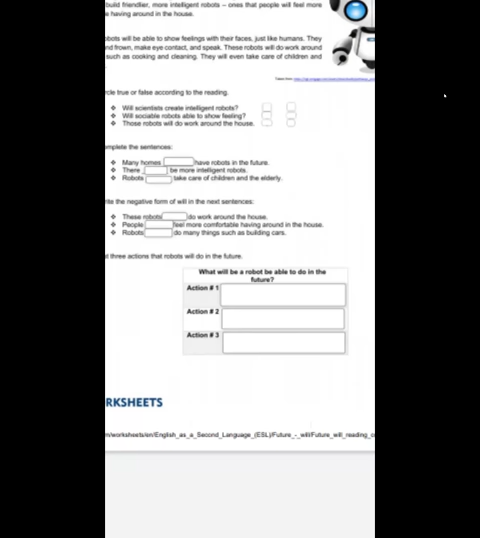 build friendlier, more intelligent robots – ones that people will feel more
e having around in the house.
obots will be able to show feelings with their faces, just like humans. They
nd frown, make eye contact, and speak. These robots will do work around
such as cooking and cleaning. They will even take care of children and
Taken from:
rcle true or false according to the reading.
❖ Will scientists create intelligent robots?
❖ Will sociable robots able to show feeling?
❖ Those robots will do work around the house.
omplete the sentences:
❖ Many homes have robots in the future.
❖ There be more intelligent robots.
❖ Robots take care of children and the elderly.
rite the negative form of will in the next sentences:
❖ These robots do work around the house.
❖ People feel more comfortable having around in the house.
❖ Robots do many things such as building cars.
three actions that robots will do in the future.
What will be a robot be able to do in the
future?
Action # 1
Action # 2
Action # 3
RKSHEETS
m/worksheets/en/English_as_a_Second_Language_(ESL)/Future_-_will/Future_will_reading_c